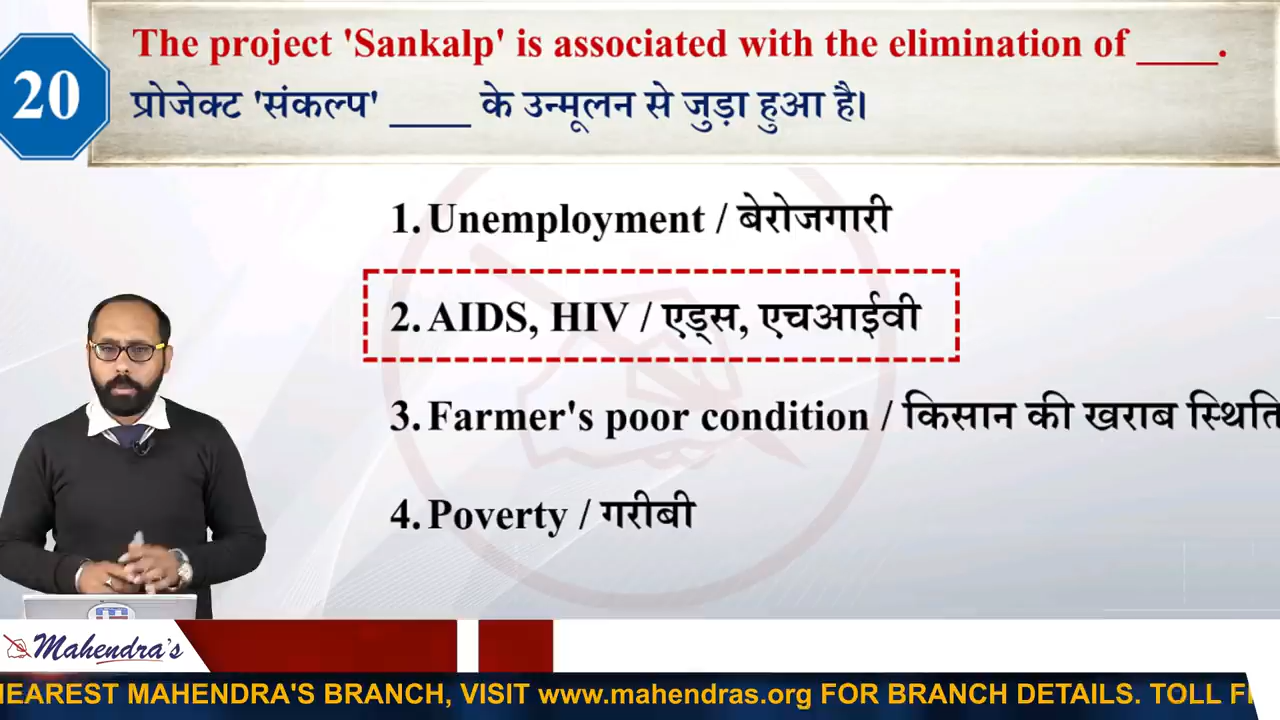 The project 'Sankalp' is associated with the elimination of ____.
20
प्रोजेक्ट 'संकल्प' ____ के उन्मूलन से जुड़ा हुआ है।
1. Unemployment / बेरोजगारी
2. AIDS, HIV / एड्स, एचआईवी
3. Farmer's poor condition / किसान की खराब स्थिति
4. Poverty / गरीबी
Mahendra's
NEAREST MAHENDRA'S BRANCH, VISIT www.mahendras.org FOR BRANCH DETAILS. TOLL